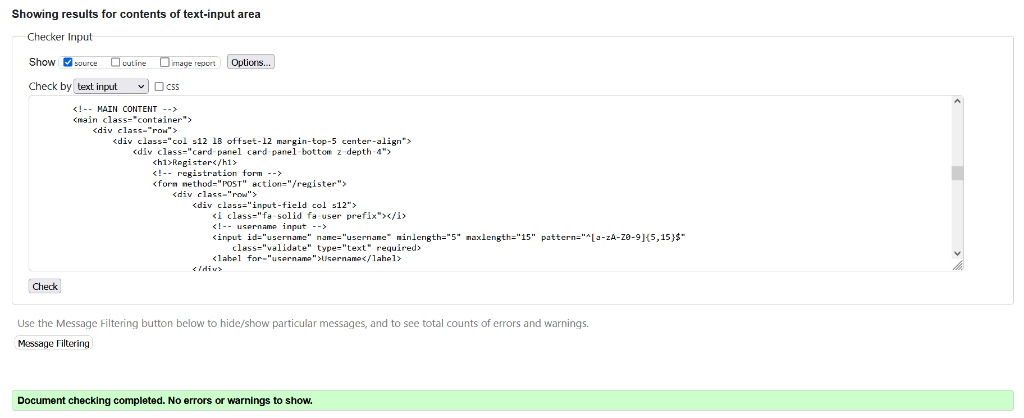 Showing results for contents of text-input area
Checker Input
Show source outline image report Options...
Check by text input css
<!-- MAIN CONTENT -->
<main class="container">
<div class="row">
<div class="col s12 l8 offset-l2 margin-top-5 center-align">
<div class="card-panel card-panel-bottom z-depth-4">
<h1>Register</h1>
<!-- registration form -->
<form method="POST" action="/register">
<div class="row">
<div class="input-field col s12">
<i class="fa-solid fa-user prefix"></i>
<!-- username input -->
<input id="username" name="username" minlength="5" maxlength="15" pattern="^[a-zA-Z0-9]{5,15}$"
class="validate" type="text" required>
<label for="username">Username</label>
</div>
Check
Use the Message Filtering button below to hide/show particular messages, and to see total counts of errors and warnings.
Message Filtering
Document checking completed. No errors or warnings to show.